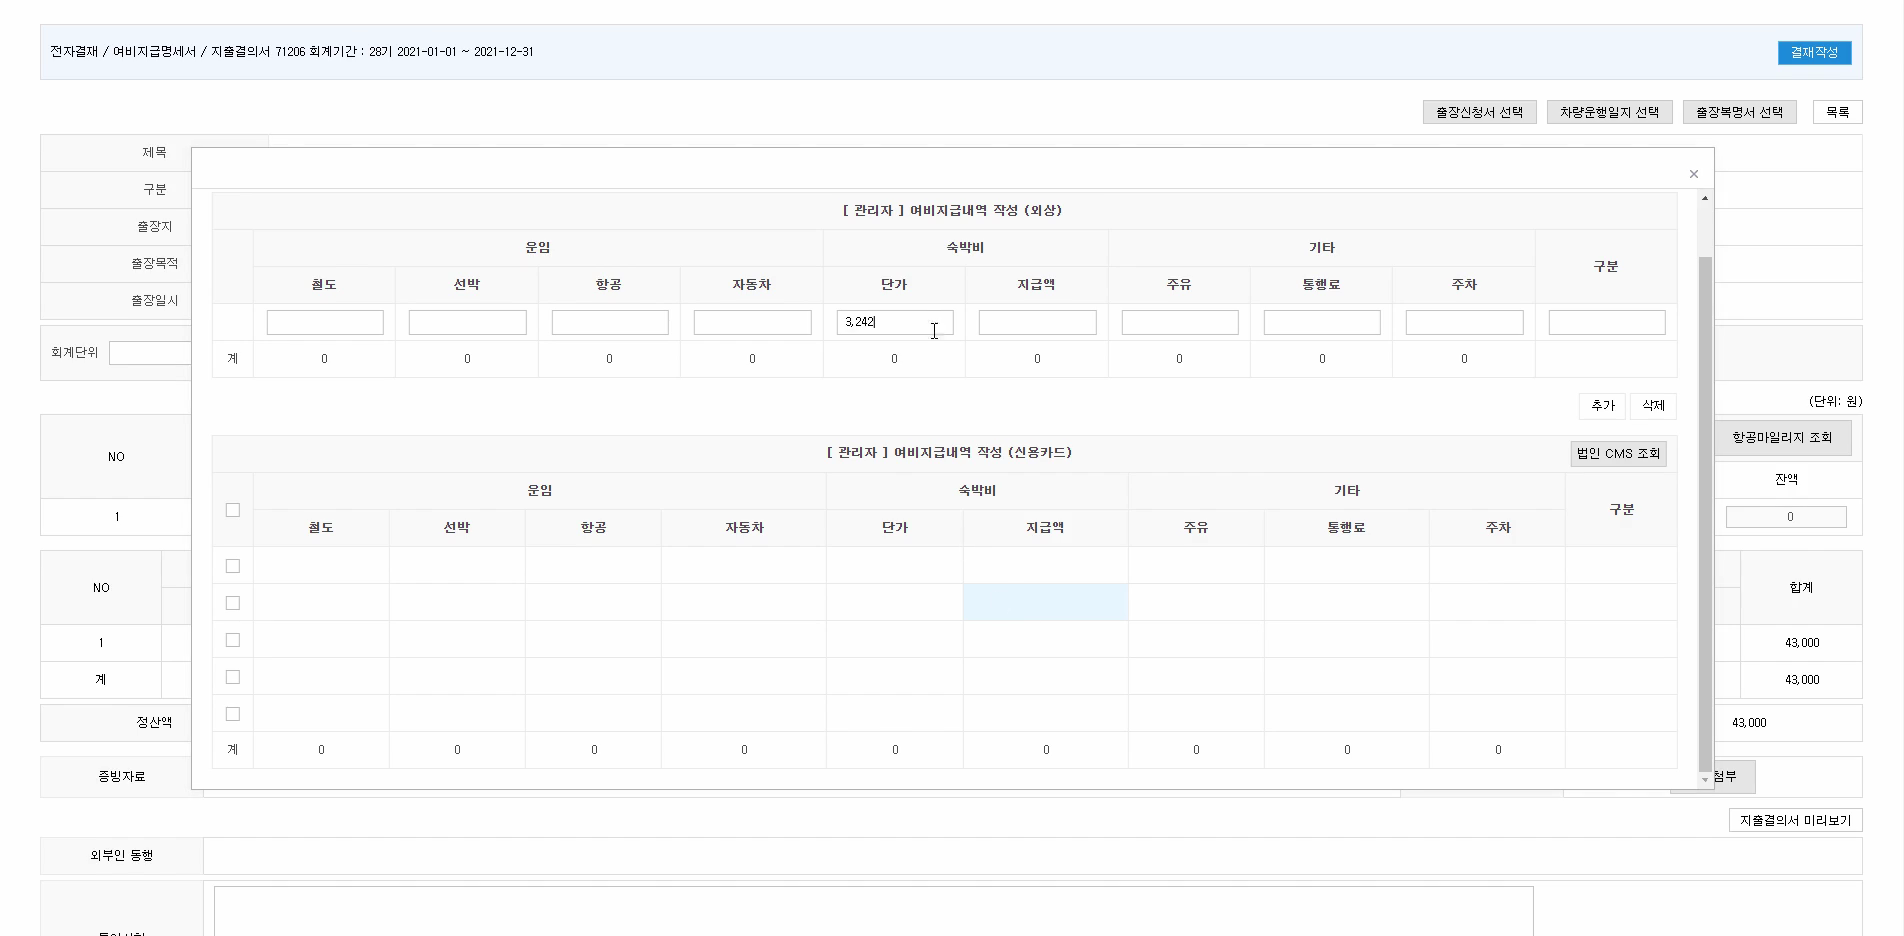 전자결재 / 여비지급명세서 / 지출결의서 71206 회계기간 : 28기 2021-01-01 ~ 2021-12-31
결재작성
출장신청서 선택 차량운행일지 선택 출장복명서 선택 목록
제목
구분
출장지
출장목적
출장일시
회계단위
(단위: 원)
NO
항공마일리지 조회
잔액
1
0
NO
합계
1
43,000
계
43,000
정산액
43,000
증빙자료
첨부
지출결의서 미리보기
외부인 동행
×
[ 관리자 ] 여비지급내역 작성 (외상)
운임 숙박비 기타 구분
철도 선박 항공 자동차 단가 지급액 주유 통행료 주차
3,242
계 0 0 0 0 0 0 0 0 0
추가 삭제
[ 관리자 ] 여비지급내역 작성 (신용카드)
법인 CMS 조회
운임 숙박비 기타 구분
철도 선박 항공 자동차 단가 지급액 주유 통행료 주차
계 0 0 0 0 0 0 0 0 0